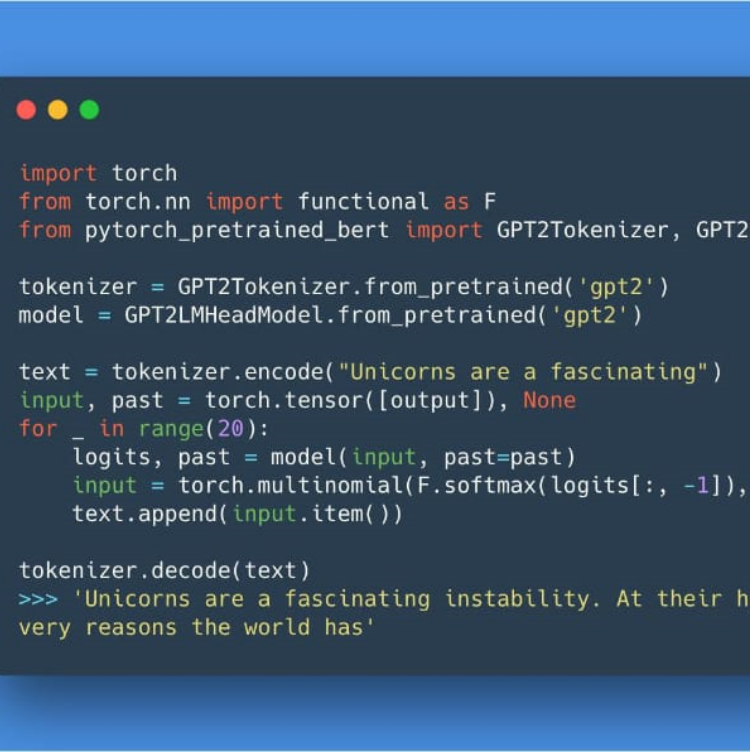 import torch
from torch.nn import functional as F
from pytorch_pretrained_bert import GPT2Tokenizer, GPT2
tokenizer = GPT2Tokenizer.from_pretrained('gpt2')
model = GPT2LMHeadModel.from_pretrained('gpt2')
text = tokenizer.encode("Unicorns are a fascinating")
input, past = torch.tensor([output]), None
for _ in range(20):
    logits, past = model(input, past=past)
    input = torch.multinomial(F.softmax(logits[:, -1]),
    text.append(input.item())
tokenizer.decode(text)
>>> 'Unicorns are a fascinating instability. At their h
very reasons the world has'